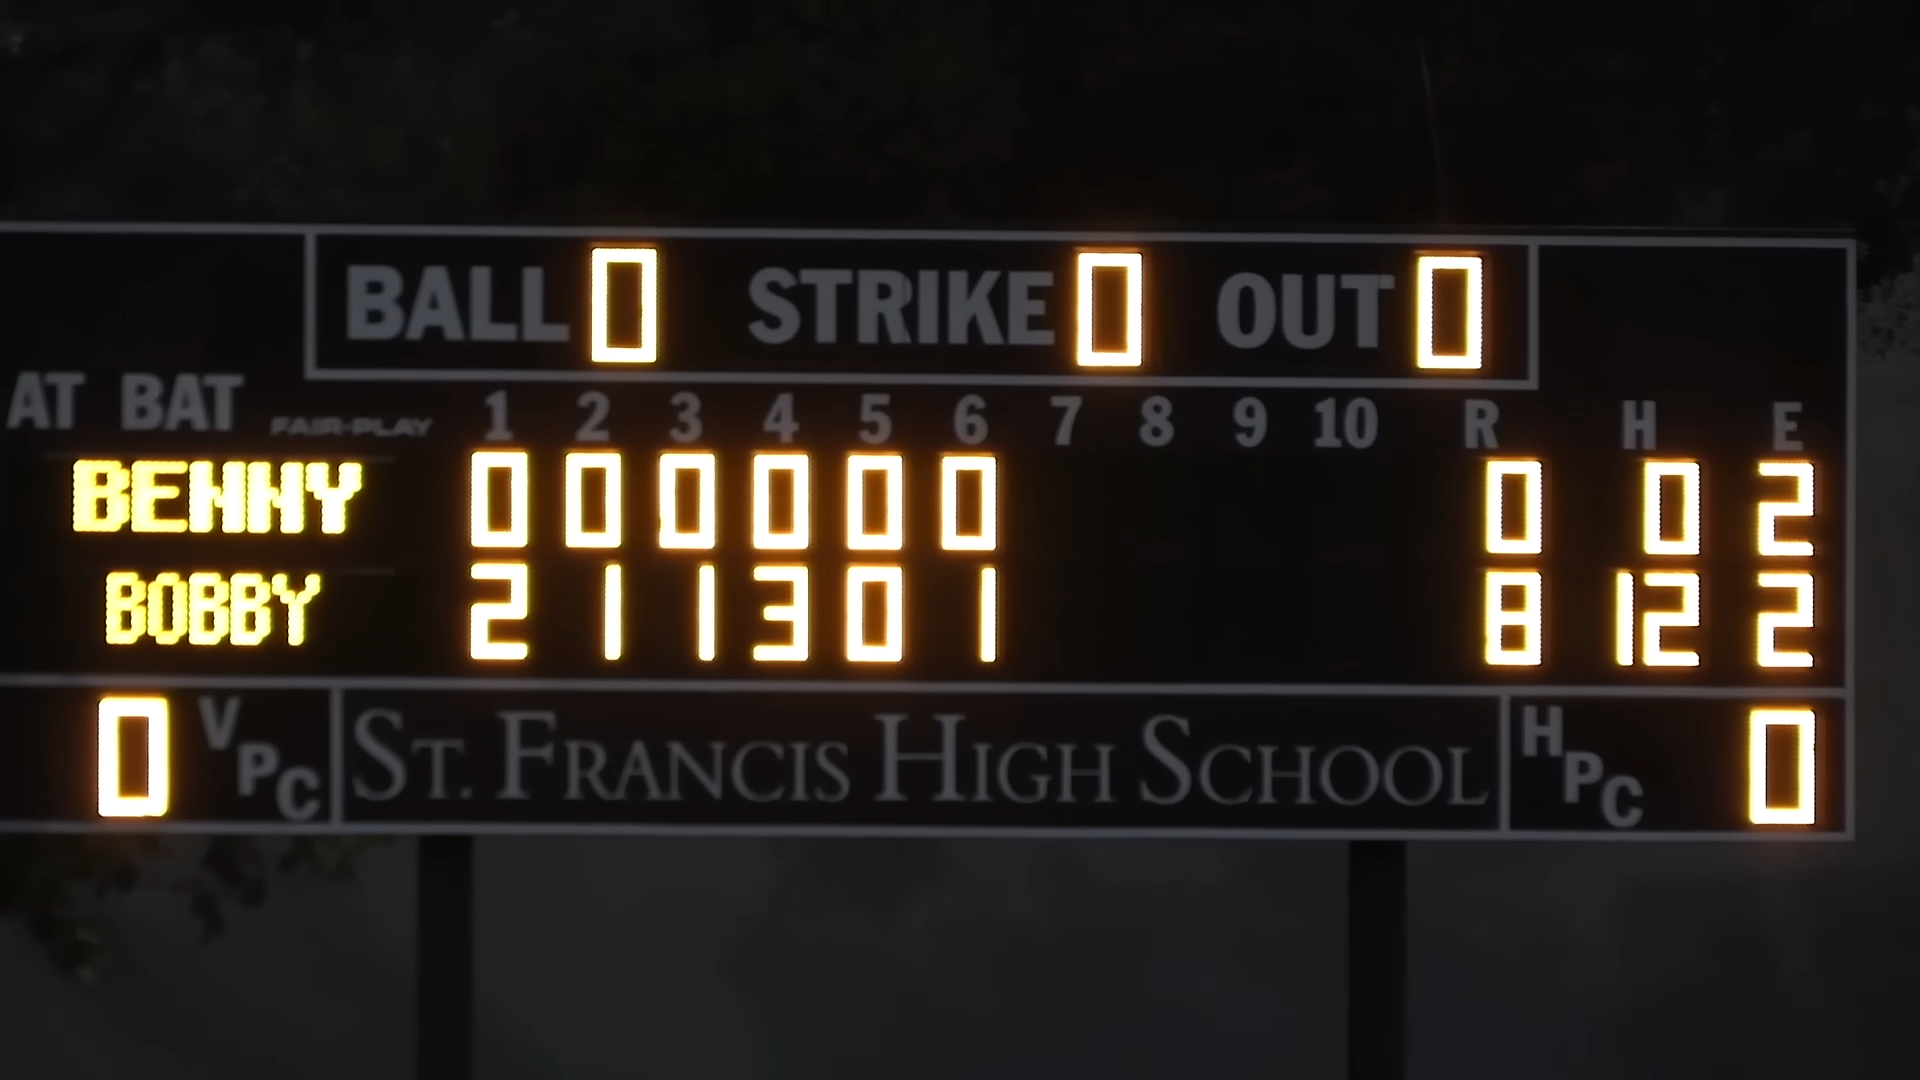 BALL 0 STRIKE 0 OUT 0
AT BAT FAIR-PLAY 1 2 3 4 5 6 7 8 9 10 R H E
BENNY 0 0 0 0 0 0 0 0 2
BOBBY 2 1 1 3 0 1 8 12 2
0 VPC ST. FRANCIS HIGH SCHOOL HPC 0